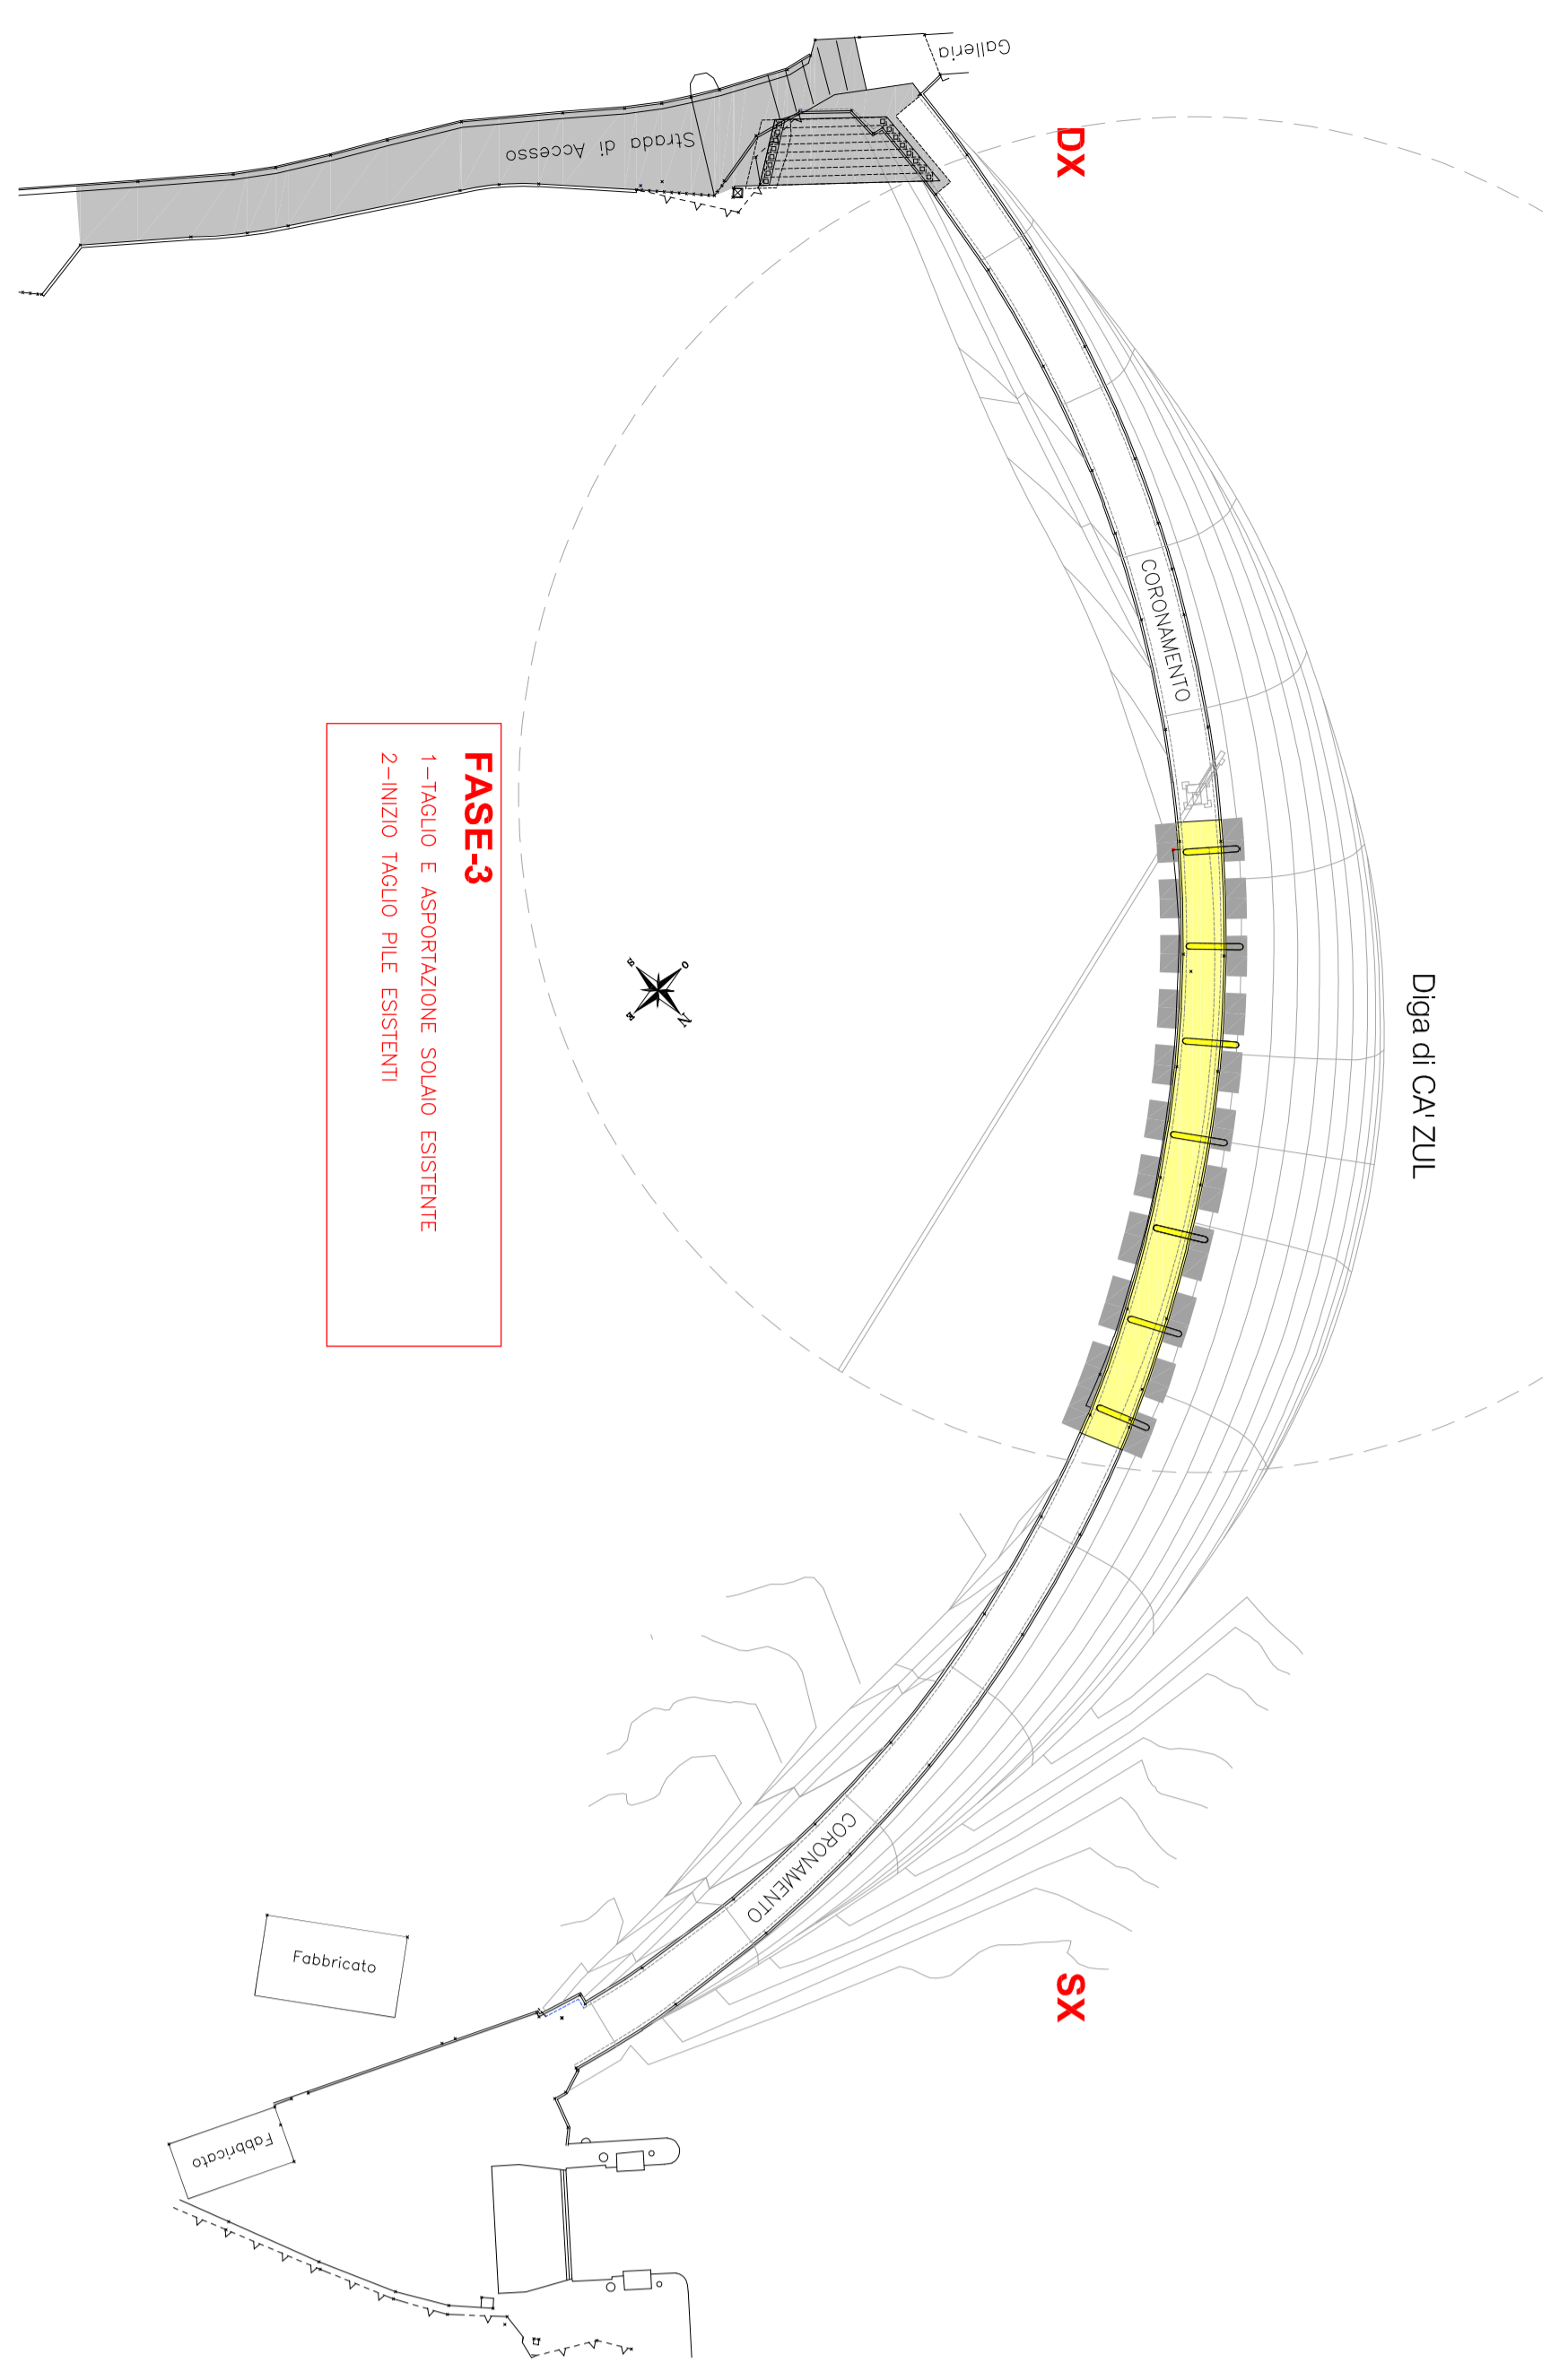 Galleria
Strada di Accesso
DX
CORONAMENTO
Diga di CA' ZUL
FASE-3
1-TAGLIO E ASPORTAZIONE SOLAIO ESISTENTE
2-INIZIO TAGLIO PILE ESISTENTI
O
S
N
E
CORONAMENTO
SX
Fabbricato
Fabbricato